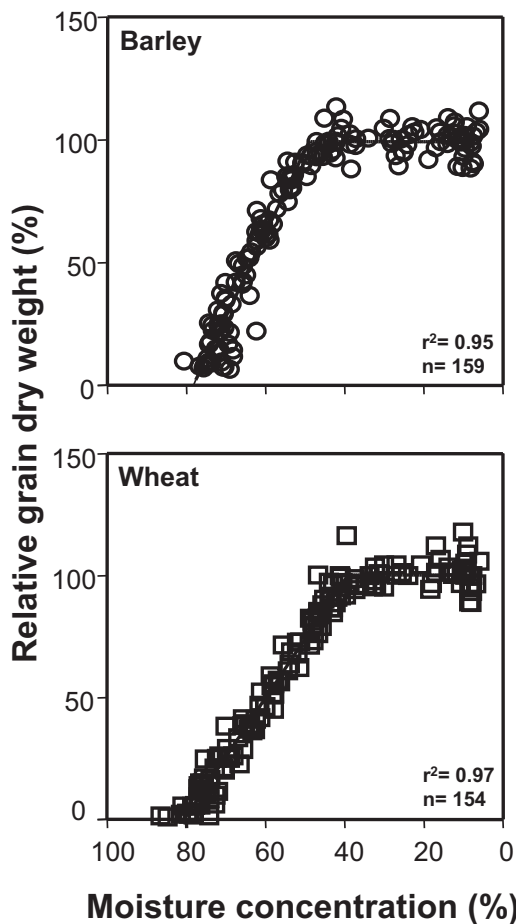 150
Barley
100
50
r²= 0.95
n= 159
0
Relative grain dry weight (%)
150
Wheat
100
50
r²= 0.97
n= 154
0
100 80 60 40 20 0
Moisture concentration (%)